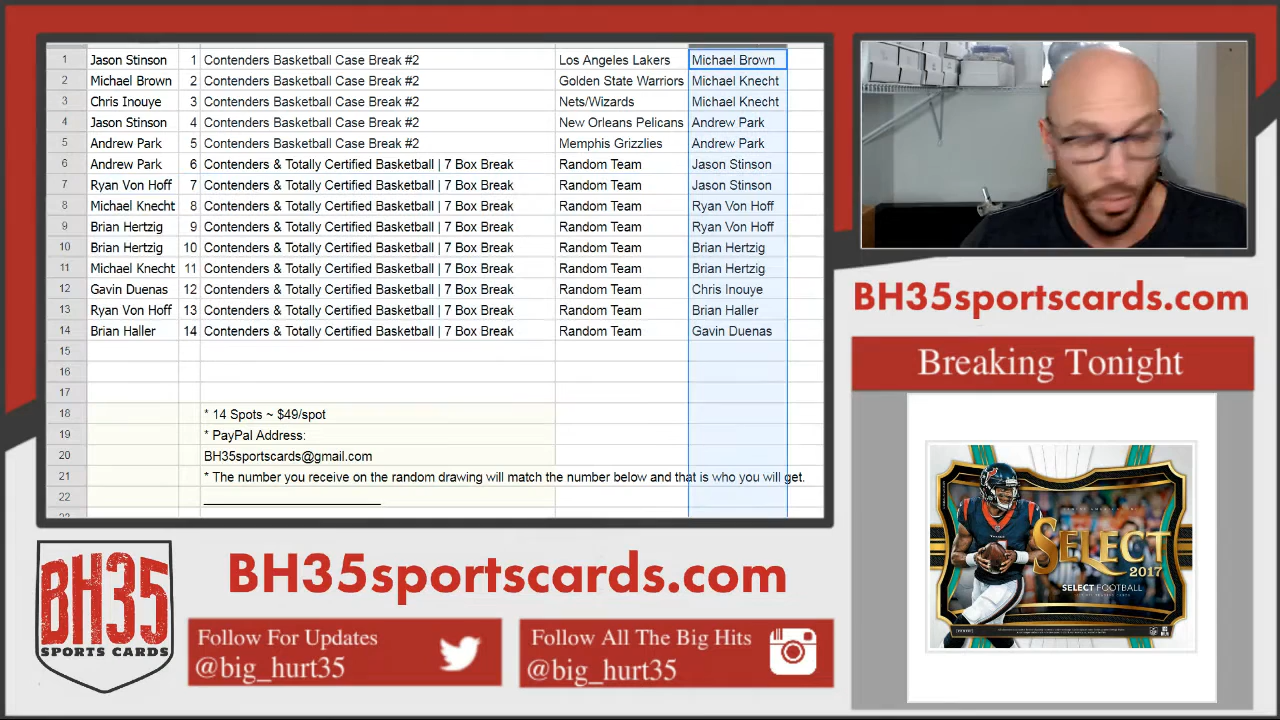 1 Jason Stinson 1 Contenders Basketball Case Break #2 Los Angeles Lakers Michael Brown
2 Michael Brown 2 Contenders Basketball Case Break #2 Golden State Warriors Michael Knecht
3 Chris Inouye 3 Contenders Basketball Case Break #2 Nets/Wizards Michael Knecht
4 Jason Stinson 4 Contenders Basketball Case Break #2 New Orleans Pelicans Andrew Park
5 Andrew Park 5 Contenders Basketball Case Break #2 Memphis Grizzlies Andrew Park
6 Andrew Park 6 Contenders & Totally Certified Basketball | 7 Box Break Random Team Jason Stinson
7 Ryan Von Hoff 7 Contenders & Totally Certified Basketball | 7 Box Break Random Team Jason Stinson
8 Michael Knecht 8 Contenders & Totally Certified Basketball | 7 Box Break Random Team Ryan Von Hoff
9 Brian Hertzig 9 Contenders & Totally Certified Basketball | 7 Box Break Random Team Ryan Von Hoff
10 Brian Hertzig 10 Contenders & Totally Certified Basketball | 7 Box Break Random Team Brian Hertzig
11 Michael Knecht 11 Contenders & Totally Certified Basketball | 7 Box Break Random Team Brian Hertzig
12 Gavin Duenas 12 Contenders & Totally Certified Basketball | 7 Box Break Random Team Chris Inouye
13 Ryan Von Hoff 13 Contenders & Totally Certified Basketball | 7 Box Break Random Team Brian Haller
14 Brian Haller 14 Contenders & Totally Certified Basketball | 7 Box Break Random Team Gavin Duenas
15
16
17
18 * 14 Spots ~ $49/spot
19 * PayPal Address:
20 BH35sportscards@gmail.com
21 * The number you receive on the random drawing will match the number below and that is who you will get.
22
BH35sportscards.com
Breaking Tonight
SELECT
2017
SELECT FOOTBALL
BH35
SPORTS CARDS
BH35sportscards.com
Follow For Updates
@big_hurt35
Follow All The Big Hits
@big_hurt35